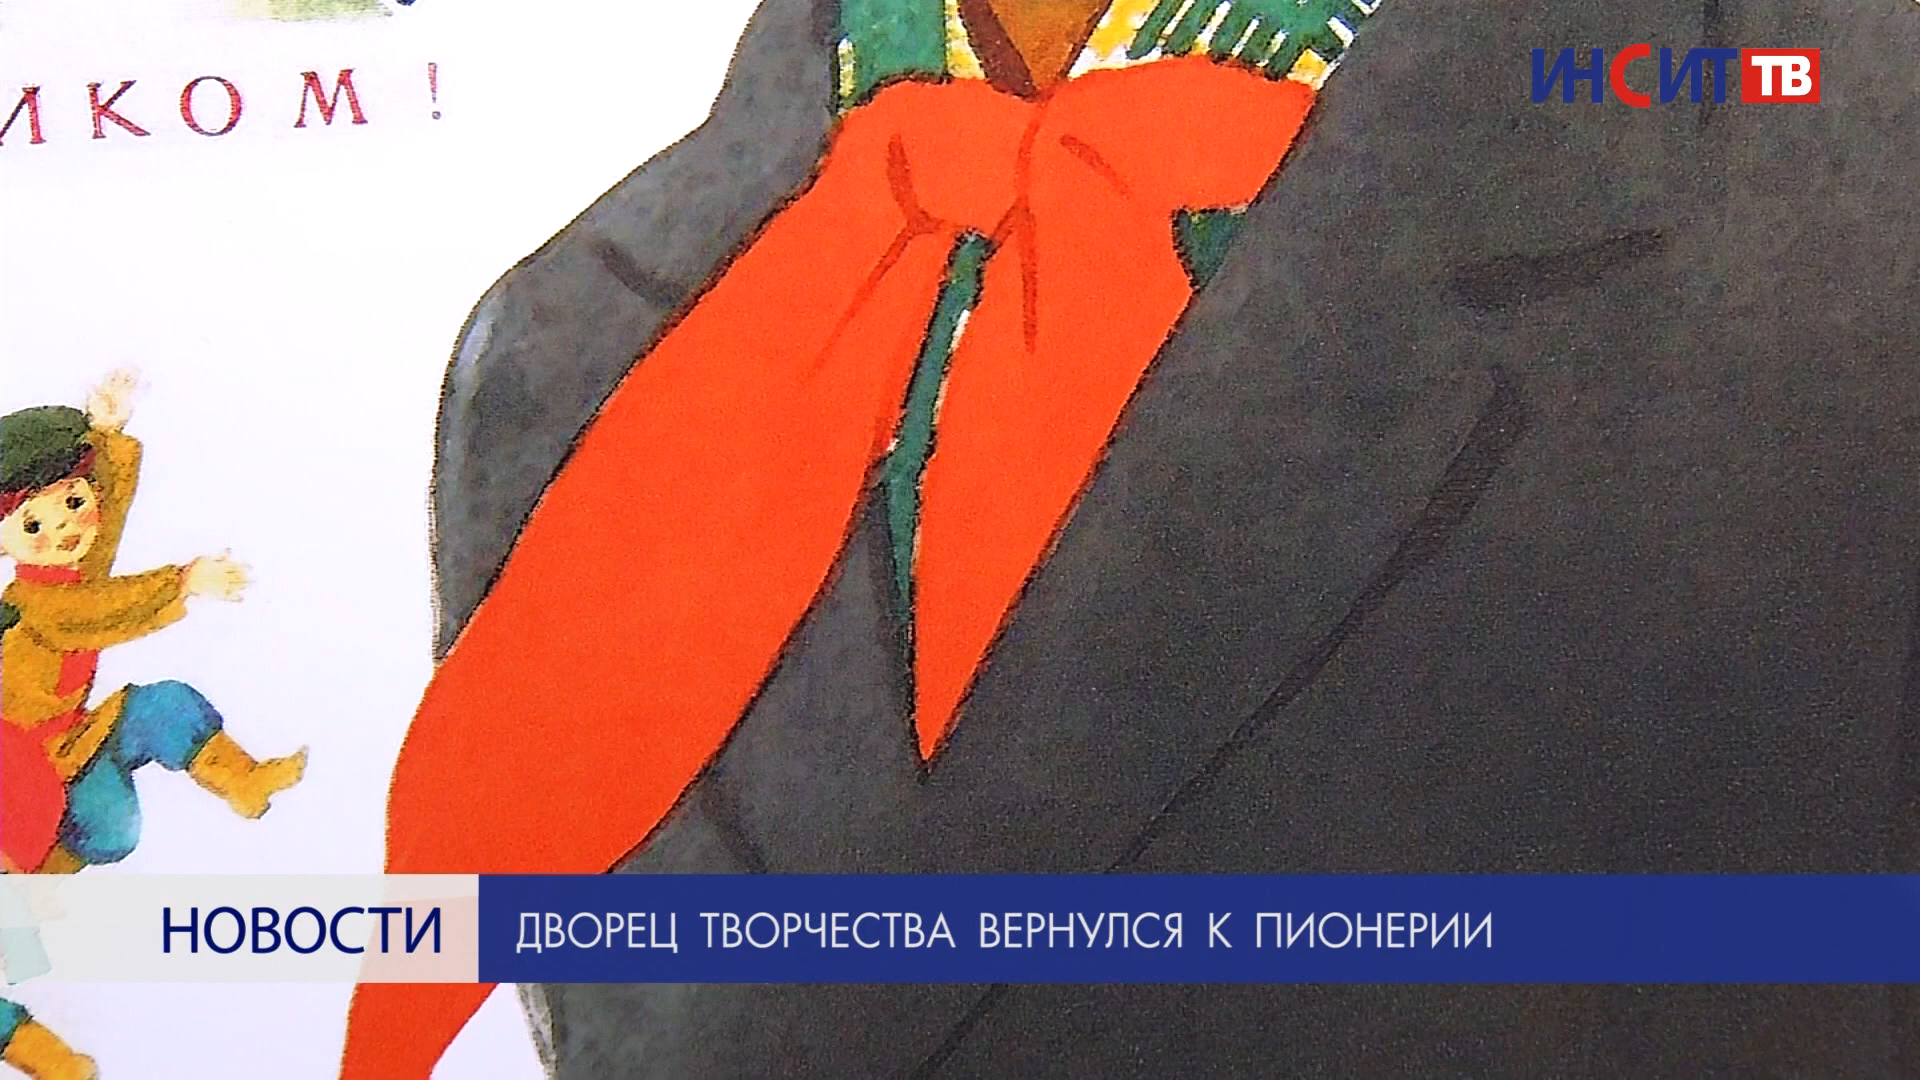 ИКОМ!
ИНСИТ ТВ
НОВОСТИ
ДВОРЕЦ ТВОРЧЕСТВА ВЕРНУЛСЯ К ПИОНЕРИИ